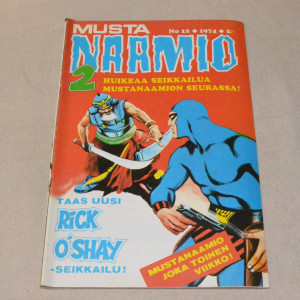 MUSTA
No 12 • 1974 • 2:-
NAAMIO
2 HUIKEAA SEIKKAILUA
MUSTANAAMION SEURASSA!
TAAS UUSI
RICK
O'SHAY
-SEIKKAILU!
MUSTANAAMIO
JOKA TOINEN
VIIKKO!